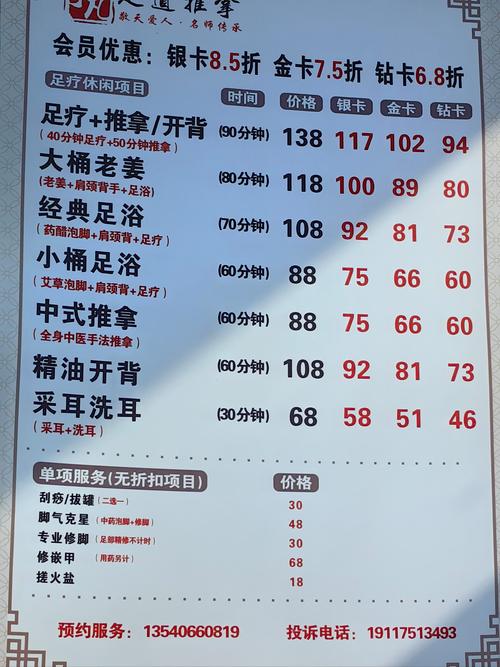 道推拿
敬天爱人·名师传承
会员优惠：银卡8.5折 金卡7.5折 钻卡6.8折
足疗休闲项目 时间 价格 银卡 金卡 钻卡
足疗+推拿/开背 (90分钟) 138 117 102 94
(40分钟足疗+50分钟推拿)
大桶老姜 (80分钟) 118 100 89 80
(老姜+肩颈背手+足浴)
经典足浴 (70分钟) 108 92 81 73
(药醋泡脚+肩颈背+足疗)
小桶足浴 (60分钟) 88 75 66 60
(艾草泡脚+肩颈背+足疗)
中式推拿 (60分钟) 88 75 66 60
(全身中医手法推拿)
精油开背 (60分钟) 108 92 81 73
采耳洗耳 (30分钟) 68 58 51 46
(采耳+洗耳)
单项服务(无折扣项目) 价格
刮痧/拔罐(二选一) 30
脚气克星(中药泡脚+修脚) 48
专业修脚(足部精修不计时) 30
修嵌甲(用药另计) 68
搓火盐 18
预约服务：13540660819 投诉电话：19117513493